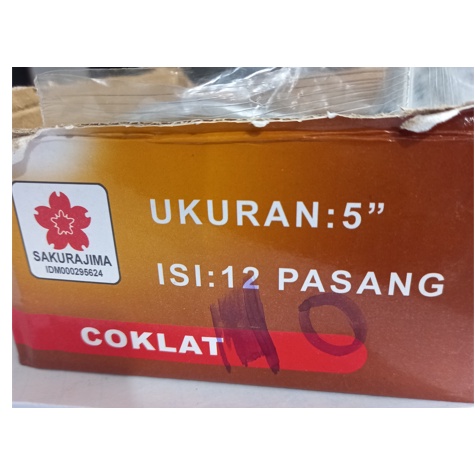 UKURAN:5”
SAKURAJIMA
IDM000295624
ISI:12 PASANG
COKLAT